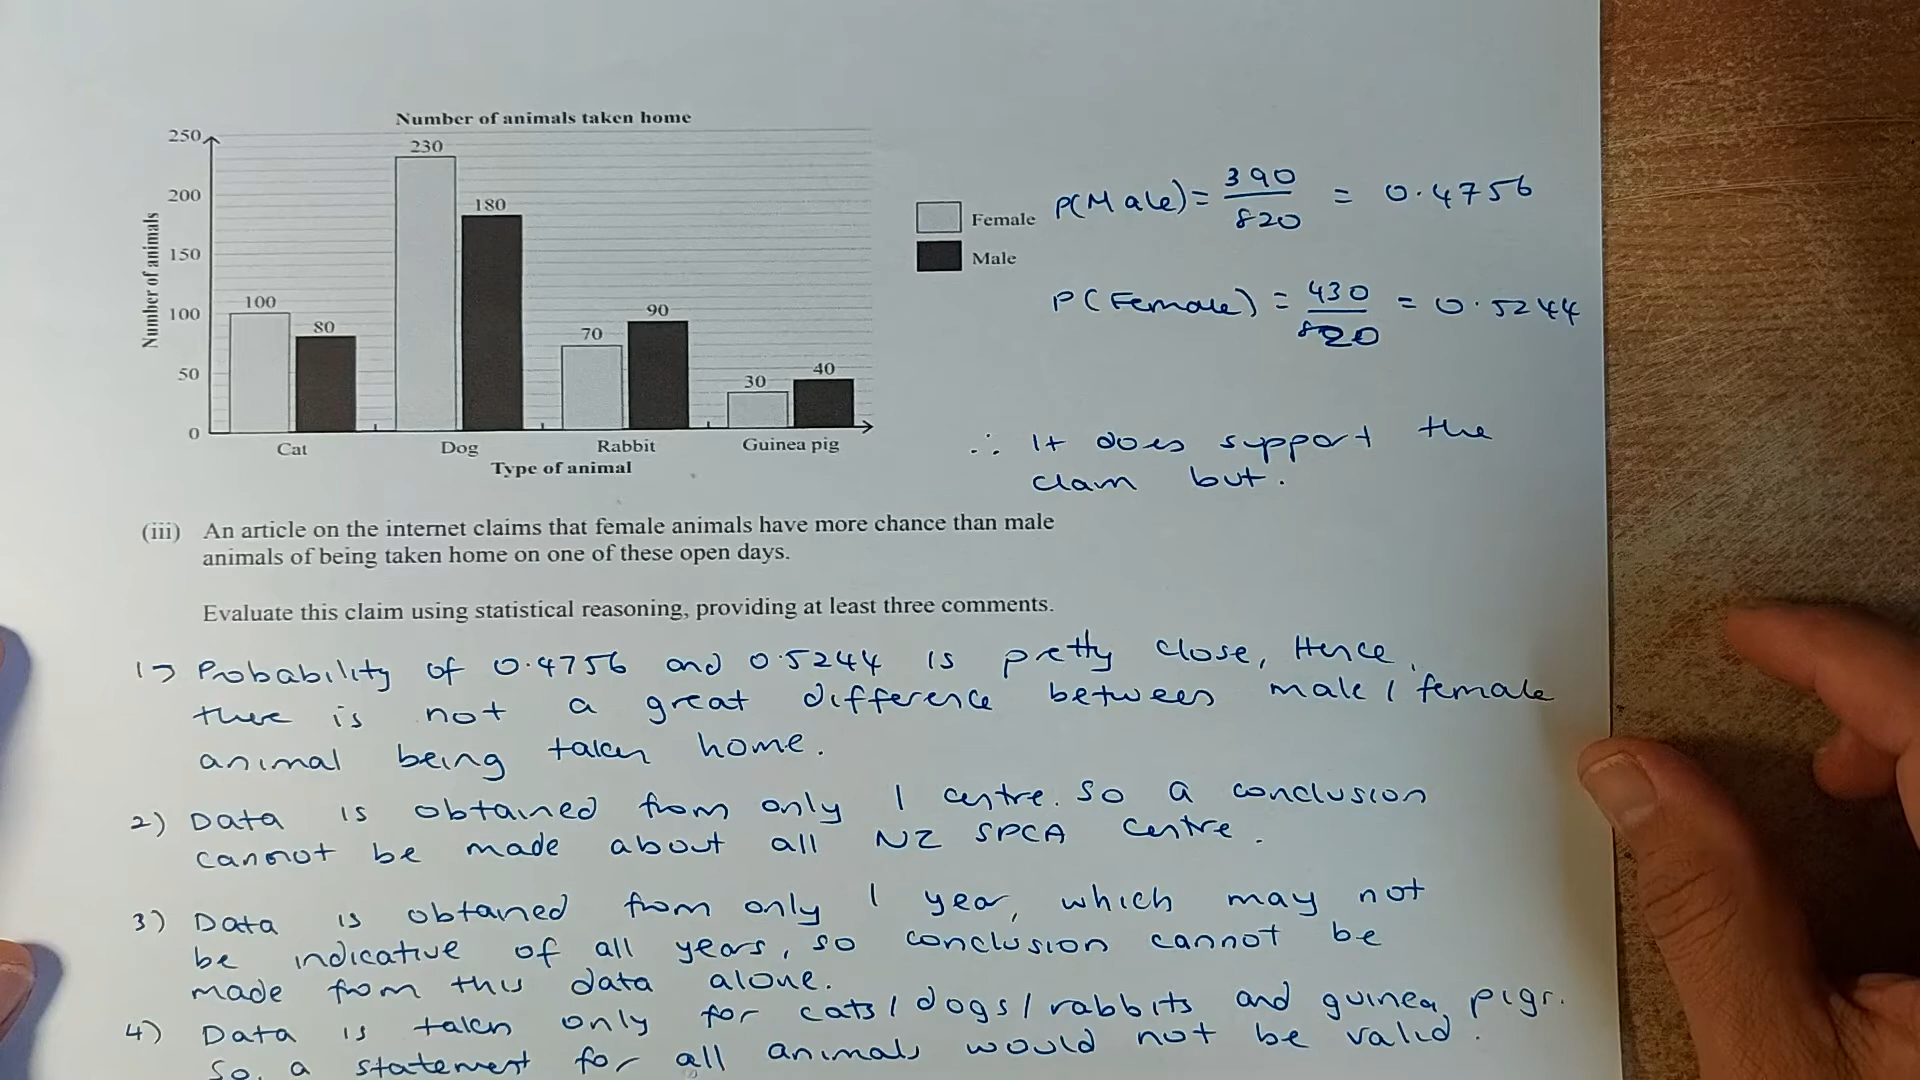 Number of animals taken home
250
200
150
100
50
0
Number of animals
100
80
230
180
70
90
30
40
Cat
Dog
Rabbit
Guinea pig
Type of animal
Female
Male
P(Male) = 390/820 = 0.4756
P(Female) = 430/820 = 0.5244
∴ It does support the
claim but.
(iii) An article on the internet claims that female animals have more chance than male
animals of being taken home on one of these open days.
Evaluate this claim using statistical reasoning, providing at least three comments.
1) Probability of 0.4756 and 0.5244 is pretty close, Hence,
there is not a great difference between male / female
animal being taken home.
2) Data is obtained from only 1 centre. So a conclusion
cannot be made about all NZ SPCA centre.
3) Data is obtained from only 1 year, which may not
be indicative of all years, so conclusion cannot be
made from this data alone.
4) Data is taken only for cats / dogs / rabbits and guinea pigs.
So, a statement for all animals would not be valid.